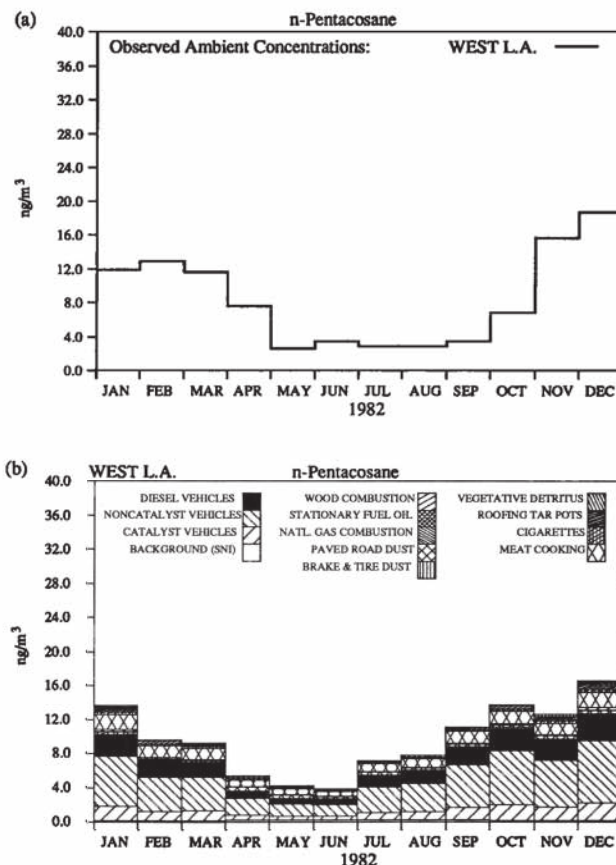 (a)
n-Pentacosane
40.0
Observed Ambient Concentrations: WEST L.A.
36.0
32.0
28.0
24.0
ng/m³
20.0
16.0
12.0
8.0
4.0
0.0
JAN FEB MAR APR MAY JUN JUL AUG SEP OCT NOV DEC
1982
(b)
WEST L.A. n-Pentacosane
40.0
DIESEL VEHICLES WOOD COMBUSTION VEGETATIVE DETRITUS
NONCATALYST VEHICLES STATIONARY FUEL OIL ROOFING TAR POTS
36.0
CATALYST VEHICLES NATL. GAS COMBUSTION CIGARETTES
BACKGROUND (SNI) PAVED ROAD DUST MEAT COOKING
32.0
BRAKE & TIRE DUST
28.0
24.0
ng/m³
20.0
16.0
12.0
8.0
4.0
0.0
JAN FEB MAR APR MAY JUN JUL AUG SEP OCT NOV DEC
1982